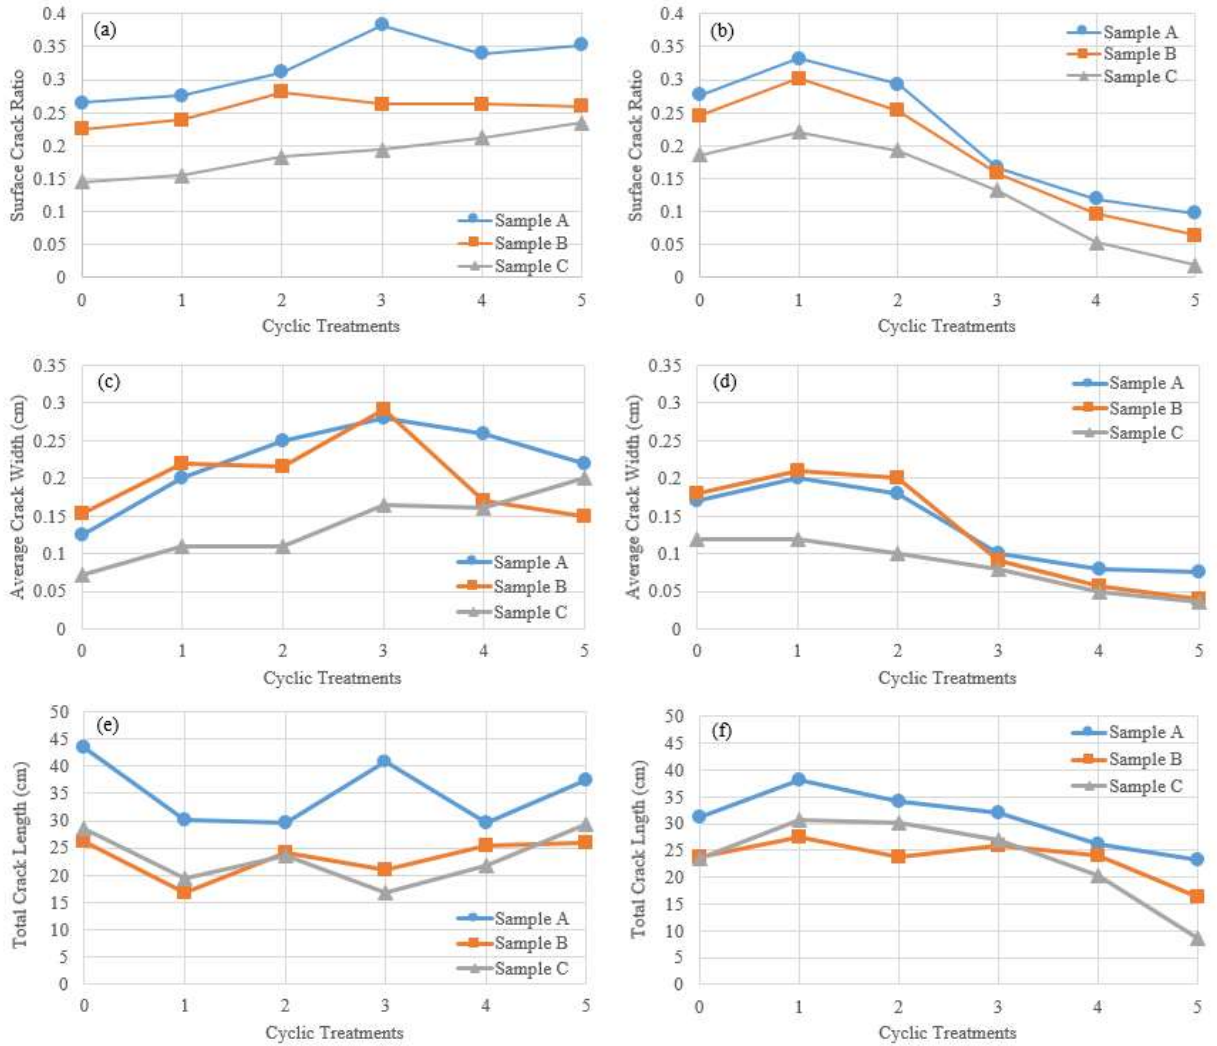 (a)
Surface Crack Ratio
0.4
0.35
0.3
0.25
0.2
0.15
0.1
0.05
0
Sample A
Sample B
Sample C
0 1 2 3 4 5
Cyclic Treatments
(b)
Surface Crack Ratio
0.4
0.35
0.3
0.25
0.2
0.15
0.1
0.05
0
Sample A
Sample B
Sample C
0 1 2 3 4 5
Cyclic Treatments
(c)
Average Crack Width (cm)
0.35
0.3
0.25
0.2
0.15
0.1
0.05
0
Sample A
Sample B
Sample C
0 1 2 3 4 5
Cyclic Treatments
(d)
Average Crack Width (cm)
0.35
0.3
0.25
0.2
0.15
0.1
0.05
0
Sample A
Sample B
Sample C
0 1 2 3 4 5
Cyclic Treatments
(e)
Total Crack Length (cm)
50
45
40
35
30
25
20
15
10
5
0
Sample A
Sample B
Sample C
0 1 2 3 4 5
Cyclic Treatments
(f)
Total Crack Lngth (cm)
50
45
40
35
30
25
20
15
10
5
0
Sample A
Sample B
Sample C
0 1 2 3 4 5
Cyclic Treatments